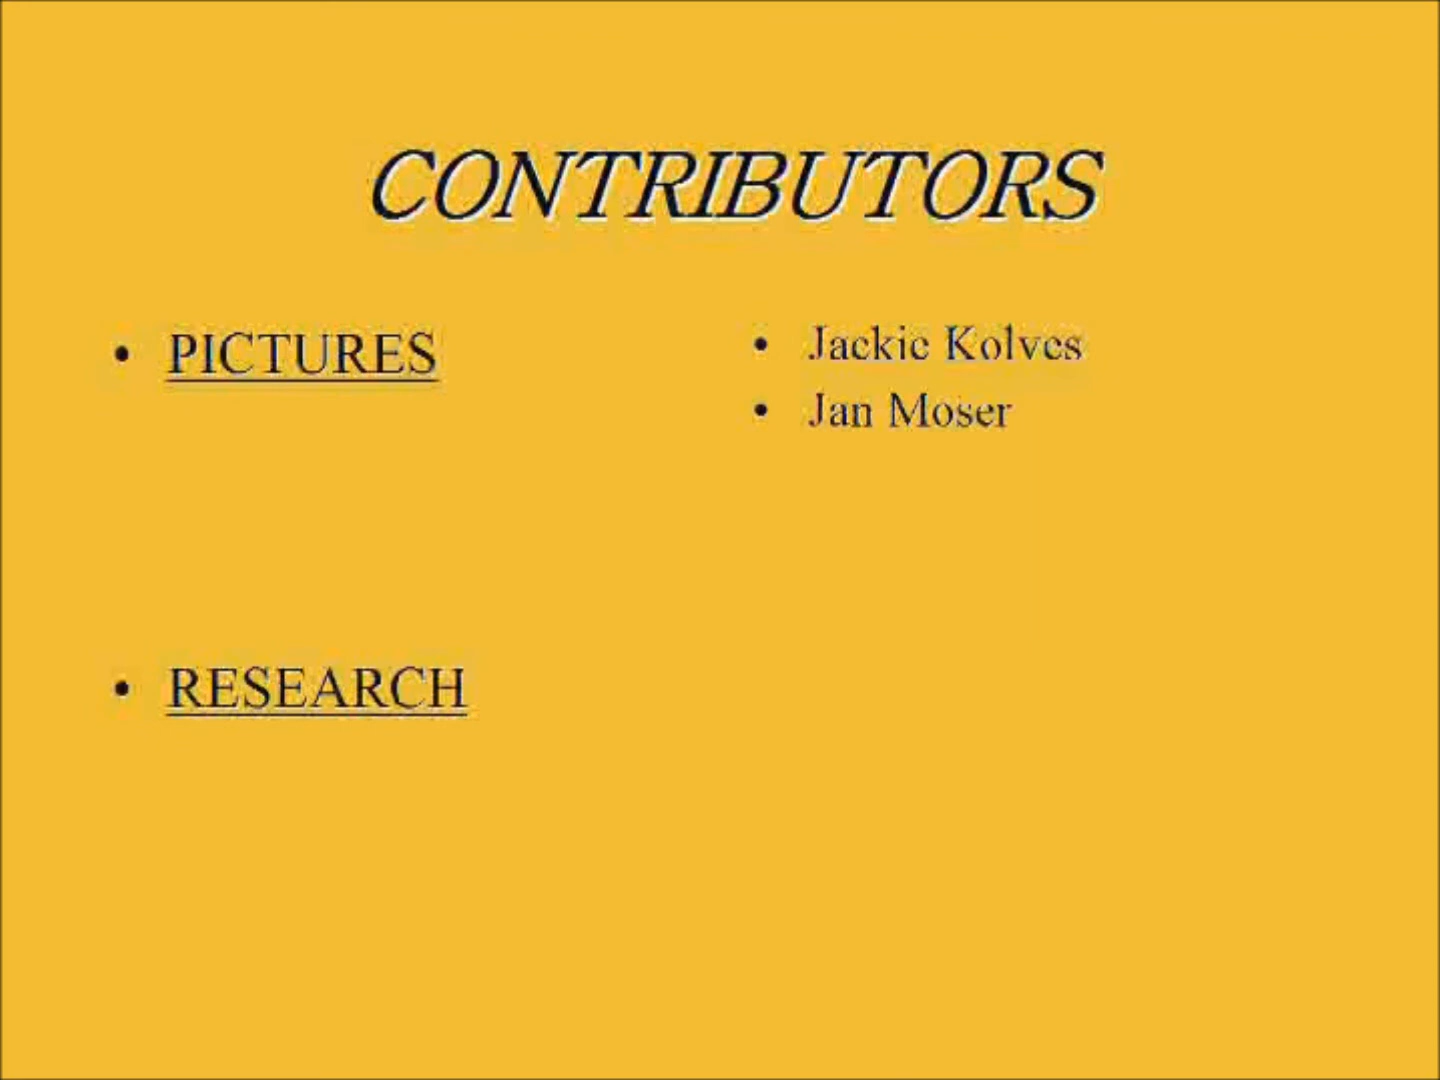 CONTRIBUTORS
• PICTURES
• Jackie Kolves
• Jan Moser
• RESEARCH